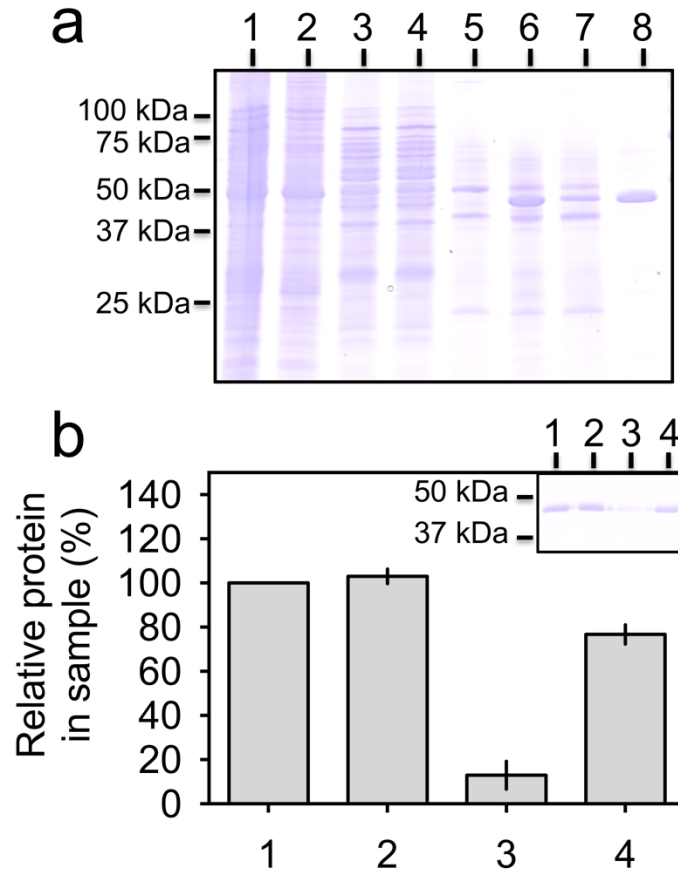 a
1 2 3 4 5 6 7 8
100 kDa
75 kDa
50 kDa
37 kDa
25 kDa
b
1 2 3 4
50 kDa
37 kDa
Relative protein
in sample (%)
140
120
100
80
60
40
20
0
1 2 3 4